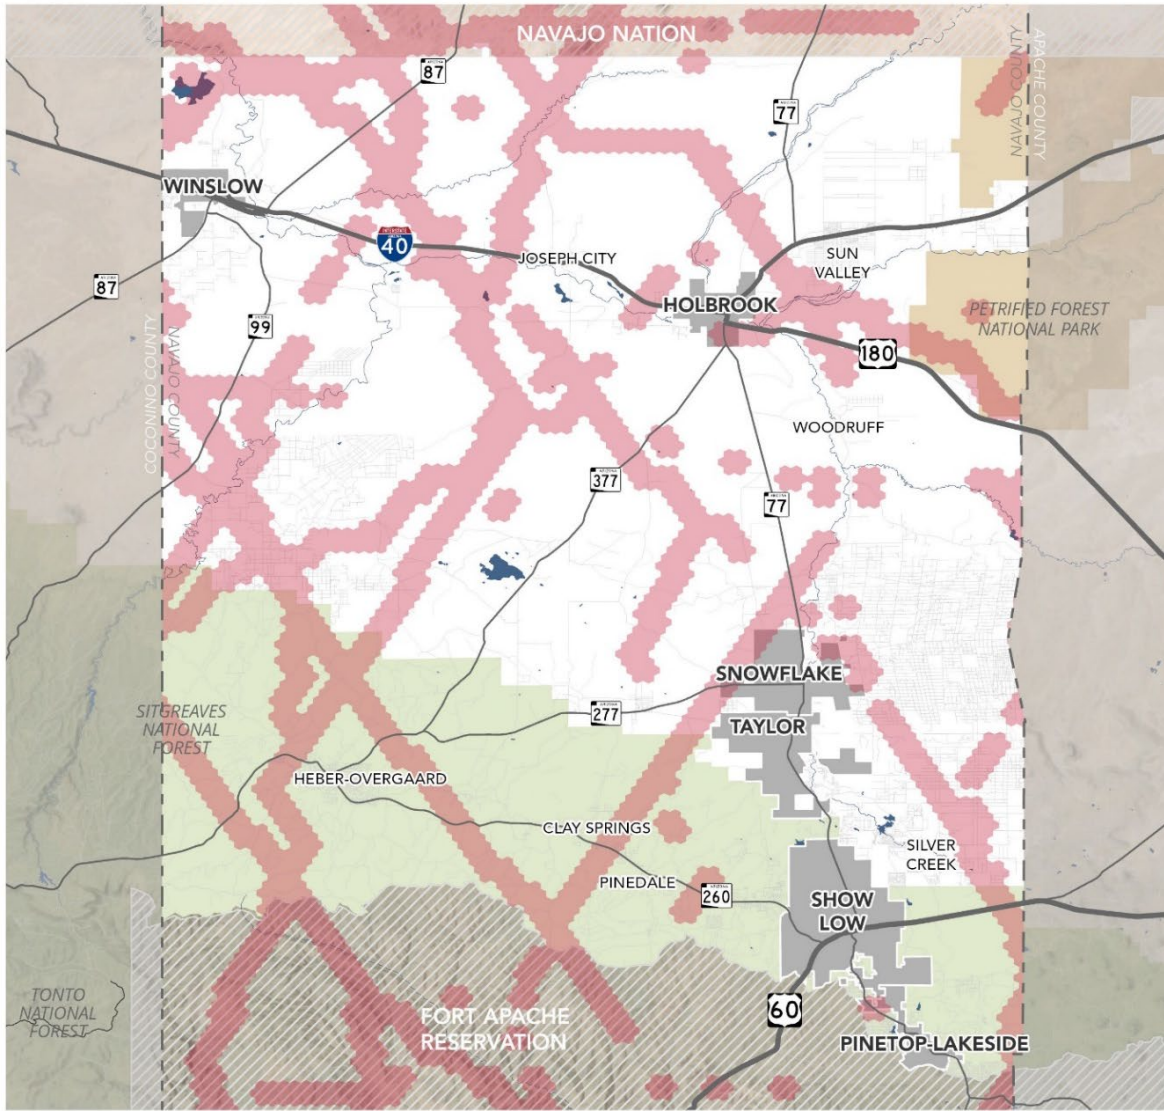 NAVAJO NATION
87
77
NAVAJO COUNTY
APACHE COUNTY
WINSLOW
INTERSTATE
40
JOSEPH CITY
SUN
VALLEY
87
HOLBROOK
99
PETRIFIED FOREST
NATIONAL PARK
COCONINO COUNTY
NAVAJO COUNTY
180
WOODRUFF
377
77
SNOWFLAKE
SITGREAVES
NATIONAL
FOREST
277
TAYLOR
HEBER-OVERGAARD
CLAY SPRINGS
SILVER
CREEK
PINEDALE
260
SHOW
LOW
TONTO
NATIONAL
FOREST
FORT APACHE
RESERVATION
60
PINETOP-LAKESIDE